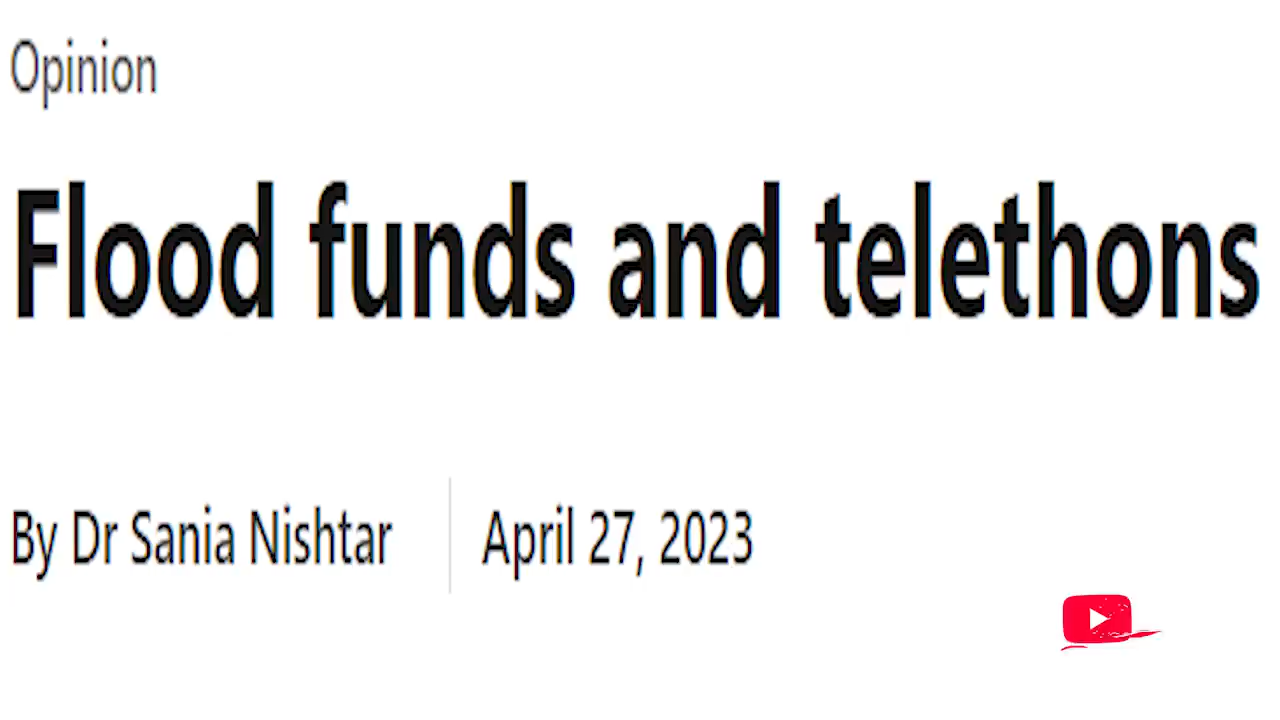 Opinion
Flood funds and telethons
By Dr Sania Nishtar
April 27, 2023